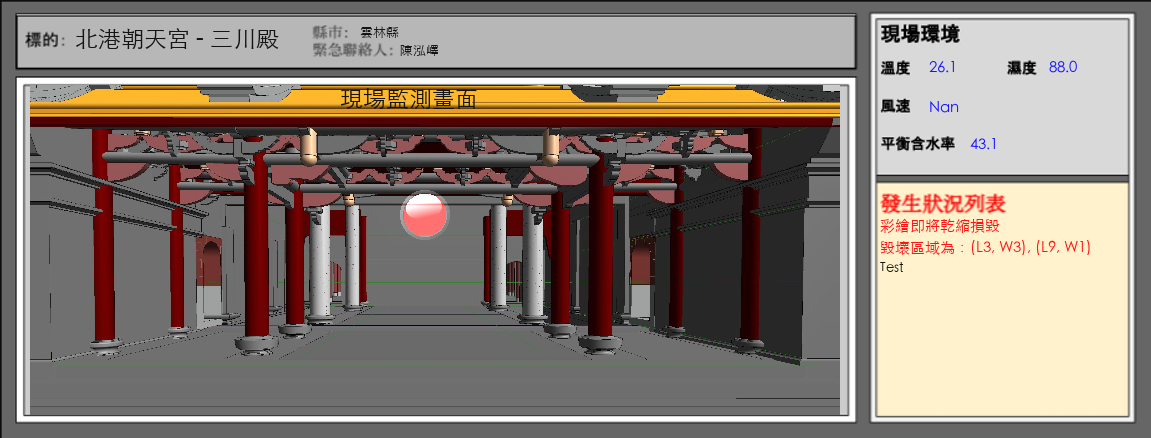 標的: 北港朝天宮 - 三川殿
縣市: 雲林縣
緊急聯絡人: 陳泓嶧
現場監測畫面
現場環境
溫度 26.1 濕度 88.0
風速 Nan
平衡含水率 43.1
發生狀況列表
彩繪即將乾縮損毀
毀壞區域為：(L3, W3), (L9, W1)
Test